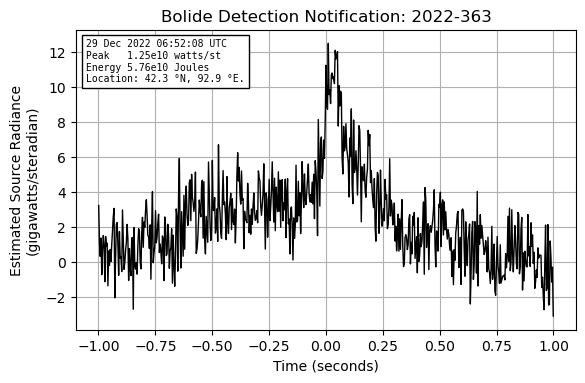 Bolide Detection Notification: 2022-363
29 Dec 2022 06:52:08 UTC
Peak   1.25e10 watts/st
Energy 5.76e10 Joules
Location: 42.3 °N, 92.9 °E.
Estimated Source Radiance
(gigawatts/steradian)
12
10
8
6
4
2
0
−2
−1.00 −0.75 −0.50 −0.25 0.00 0.25 0.50 0.75 1.00
Time (seconds)